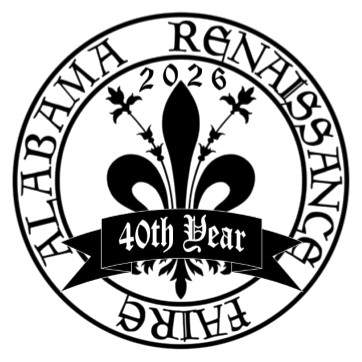 ALABAMA RENAISSANCE FAIRE
2026
40th Year